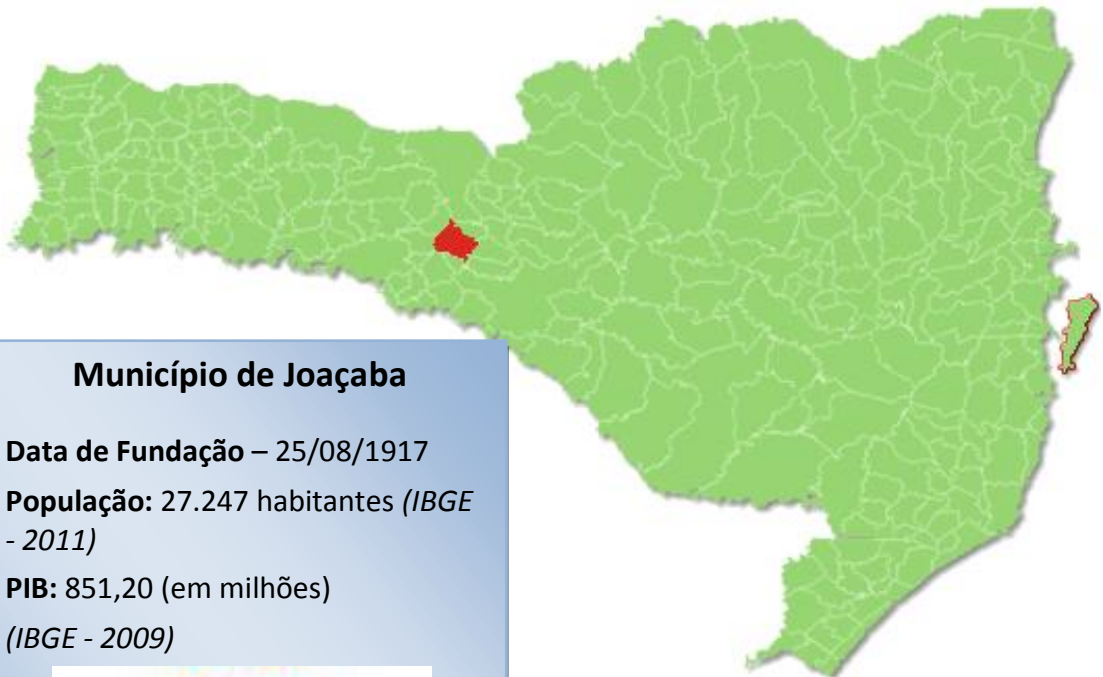 Município de Joaçaba
Data de Fundação – 25/08/1917
População: 27.247 habitantes (IBGE
- 2011)
PIB: 851,20 (em milhões)
(IBGE - 2009)